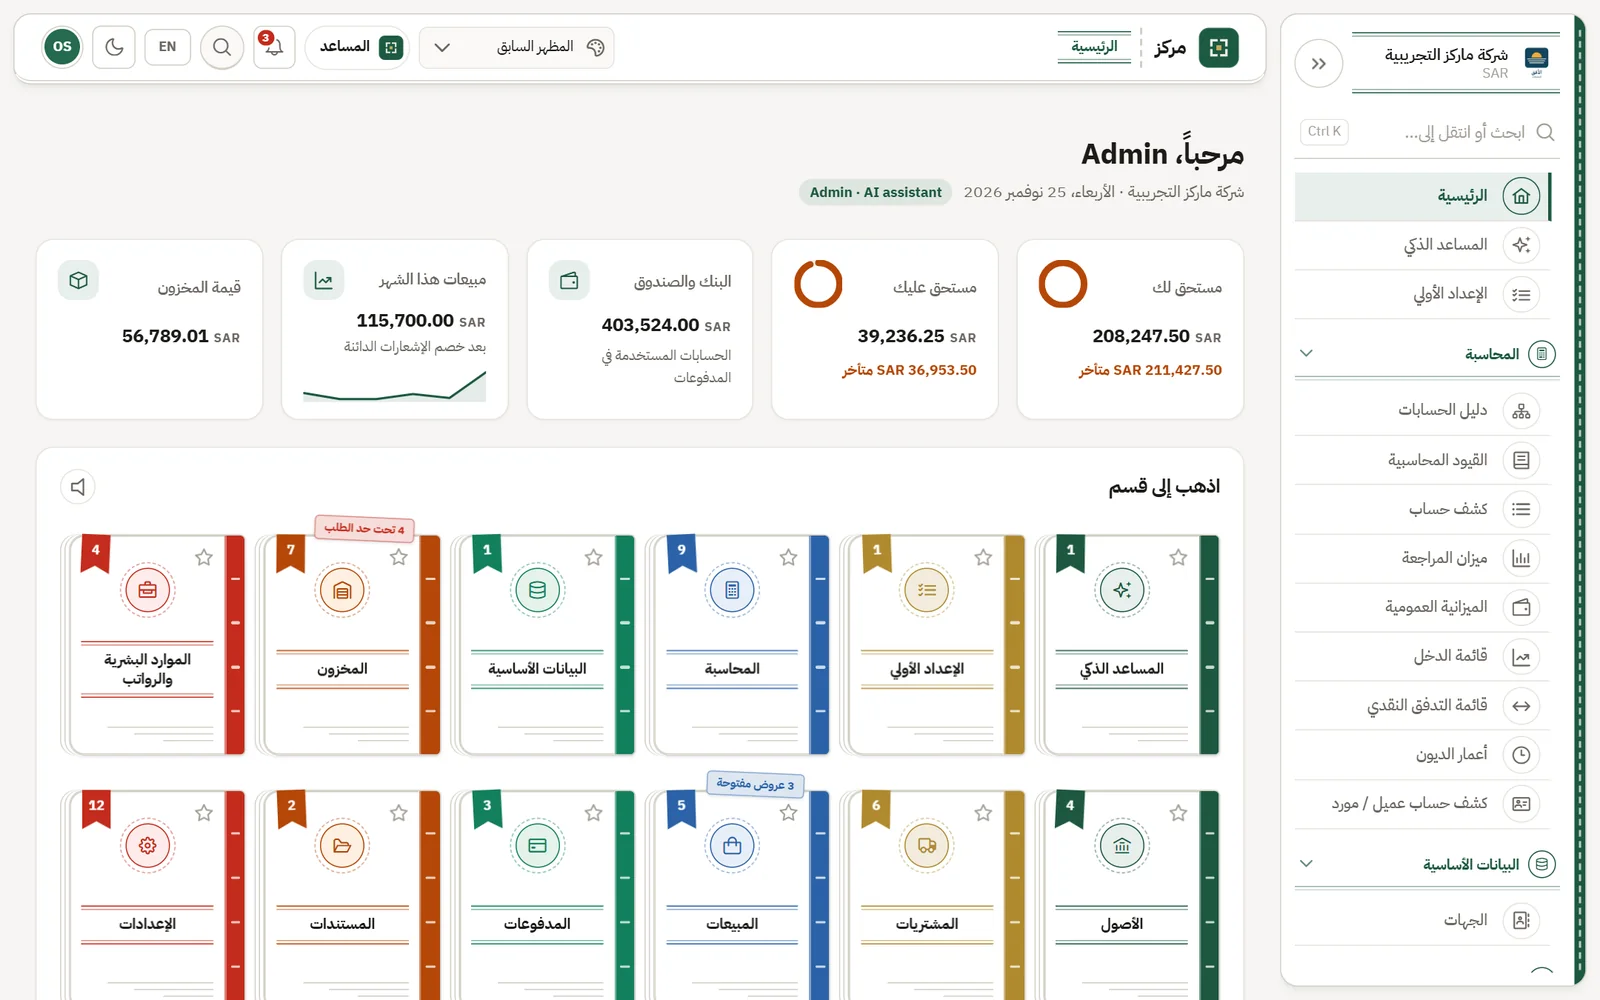 شركة ماركز التجريبية
SAR
ابحث أو انتقل إلى...
Ctrl K
الرئيسية
المساعد الذكي
الإعداد الأولي
المحاسبة
دليل الحسابات
القيود المحاسبية
كشف حساب
ميزان المراجعة
الميزانية العمومية
قائمة الدخل
قائمة التدفق النقدي
أعمار الديون
كشف حساب عميل / مورد
البيانات الأساسية
الجهات
مركز
الرئيسية
المظهر السابق
المساعد
3
EN
OS
مرحباً، Admin
شركة ماركز التجريبية · الأربعاء، 25 نوفمبر 2026
Admin · AI assistant
مستحق لك
208,247.50 SAR
211,427.50 SAR متأخر
مستحق عليك
39,236.25 SAR
36,953.50 SAR متأخر
البنك والصندوق
403,524.00 SAR
الحسابات المستخدمة في
المدفوعات
مبيعات هذا الشهر
115,700.00 SAR
بعد خصم الإشعارات الدائنة
قيمة المخزون
56,789.01 SAR
اذهب إلى قسم
1
المساعد الذكي
1
الإعداد الأولي
9
المحاسبة
1
البيانات الأساسية
4 تحت حد الطلب
7
المخزون
4
الموارد البشرية
والرواتب
4
الأصول
6
المشتريات
3 عروض مفتوحة
5
المبيعات
3
المدفوعات
2
المستندات
12
الإعدادات